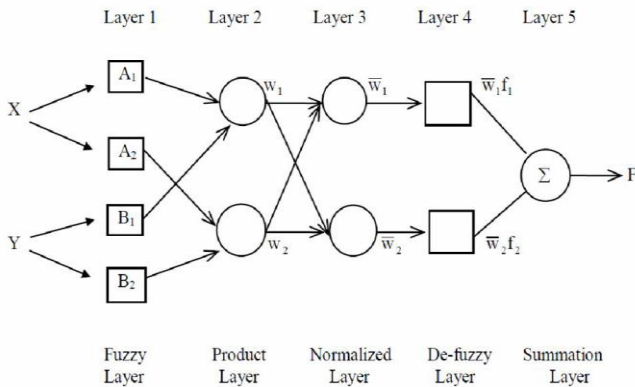 Layer 1 Layer 2 Layer 3 Layer 4 Layer 5
A₁
w₁ w̅₁ w̅₁f₁
X
A₂
Σ F
B₁
Y
w₂ w̅₂ w̅₂f₂
B₂
Fuzzy Product Normalized De-fuzzy Summation
Layer Layer Layer Layer Layer